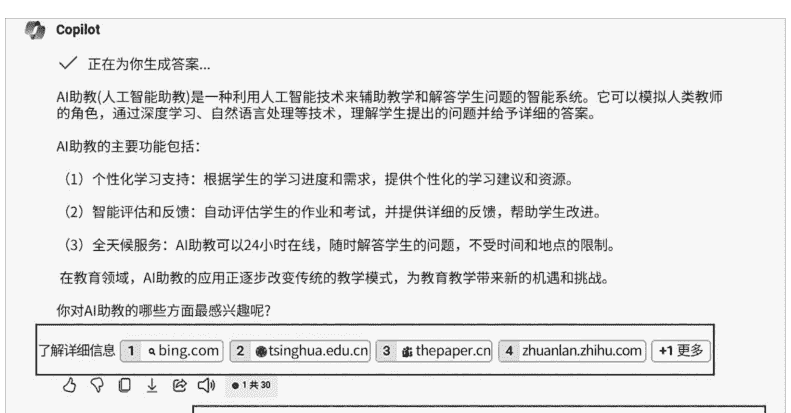 Copilot
正在为你生成答案...
AI助教(人工智能助教)是一种利用人工智能技术来辅助教学和解答学生问题的智能系统。它可以模拟人类教师
的角色，通过深度学习、自然语言处理等技术，理解学生提出的问题并给予详细的答案。
AI助教的主要功能包括：
（1）个性化学习支持：根据学生的学习进度和需求，提供个性化的学习建议和资源。
（2）智能评估和反馈：自动评估学生的作业和考试，并提供详细的反馈，帮助学生改进。
（3）全天候服务：AI助教可以24小时在线，随时解答学生的问题，不受时间和地点的限制。
在教育领域，AI助教的应用正逐步改变传统的教学模式，为教育教学带来新的机遇和挑战。
你对AI助教的哪些方面最感兴趣呢?
了解详细信息 1 bing.com 2 tsinghua.edu.cn 3 thepaper.cn 4 zhuanlan.zhihu.com +1 更多
1 共 30